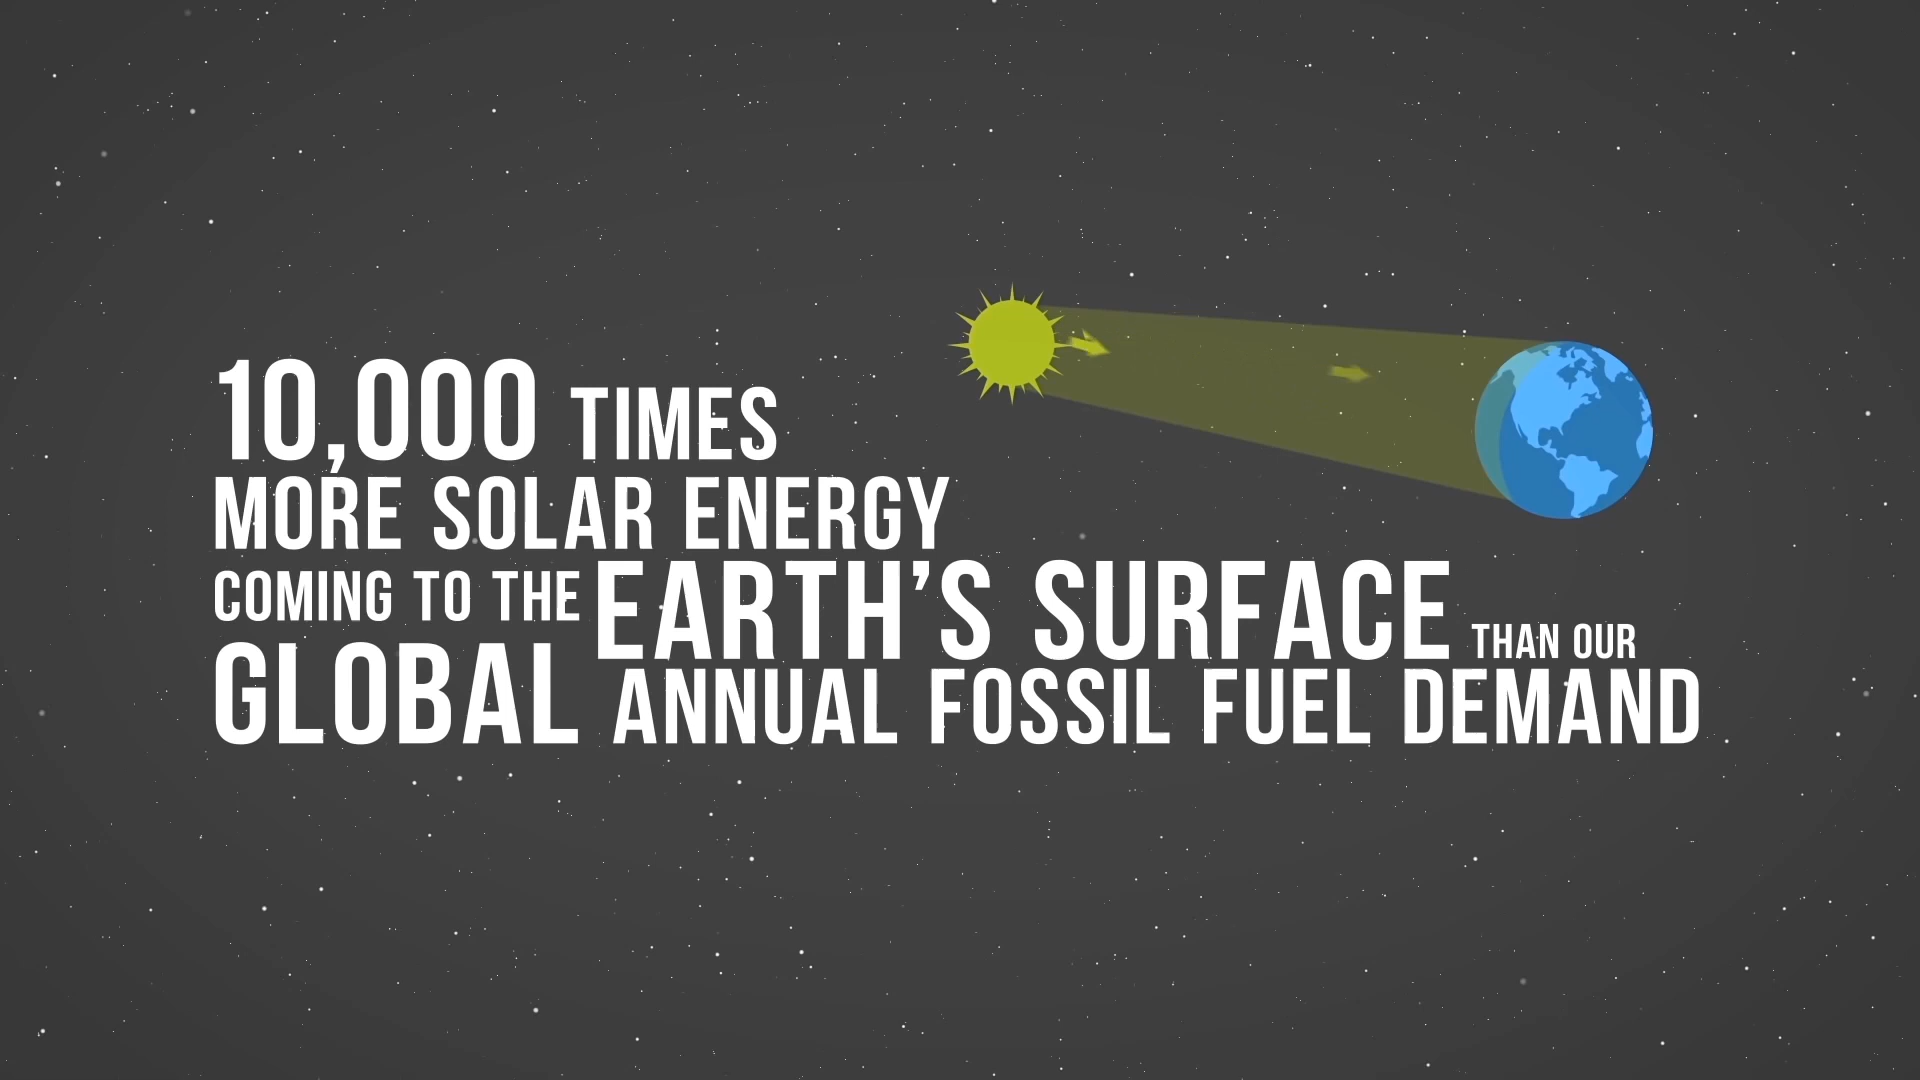 10,000 TIMES
MORE SOLAR ENERGY
COMING TO THE EARTH'S SURFACE THAN OUR
GLOBAL ANNUAL FOSSIL FUEL DEMAND